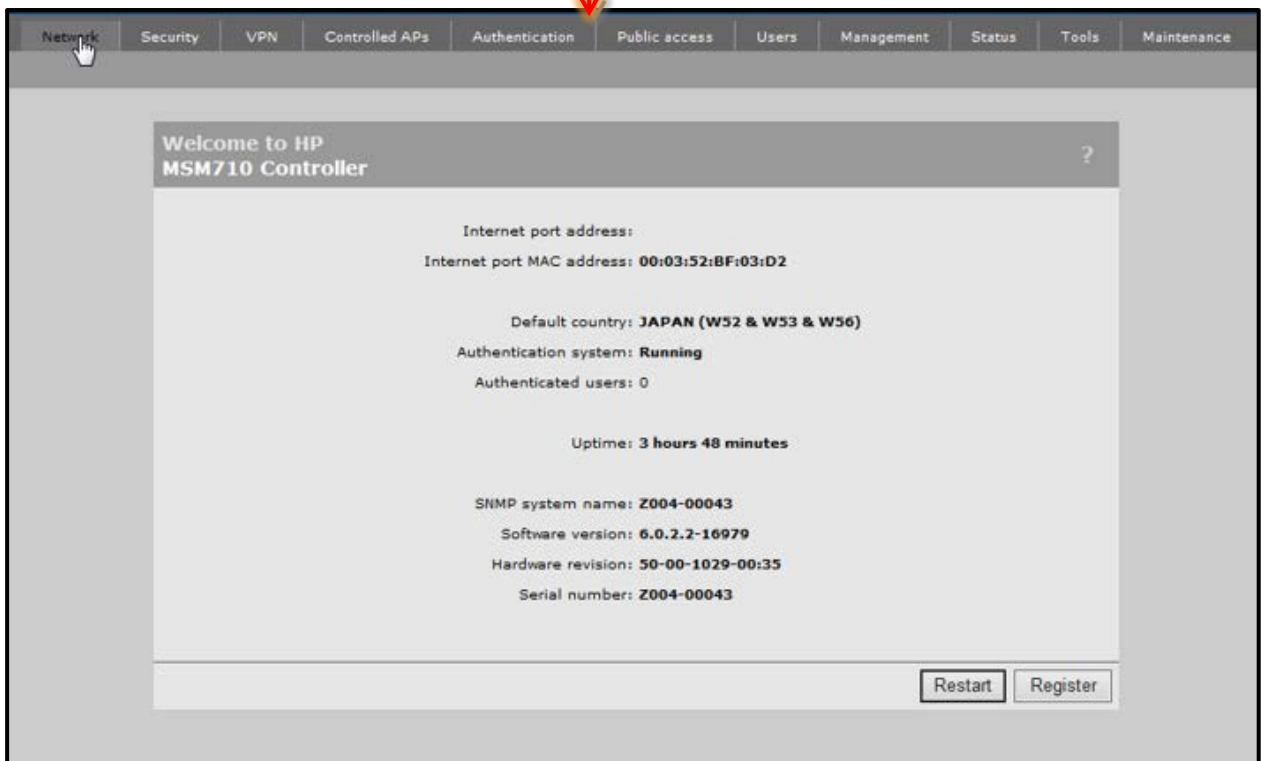 Network Security VPN Controlled APs Authentication Public access Users Management Status Tools Maintenance
Welcome to HP
MSM710 Controller ?
Internet port address:
Internet port MAC address: 00:03:52:BF:03:D2
Default country: JAPAN (W52 & W53 & W56)
Authentication system: Running
Authenticated users: 0
Uptime: 3 hours 48 minutes
SNMP system name: Z004-00043
Software version: 6.0.2.2-16979
Hardware revision: 50-00-1029-00:35
Serial number: Z004-00043
Restart Register